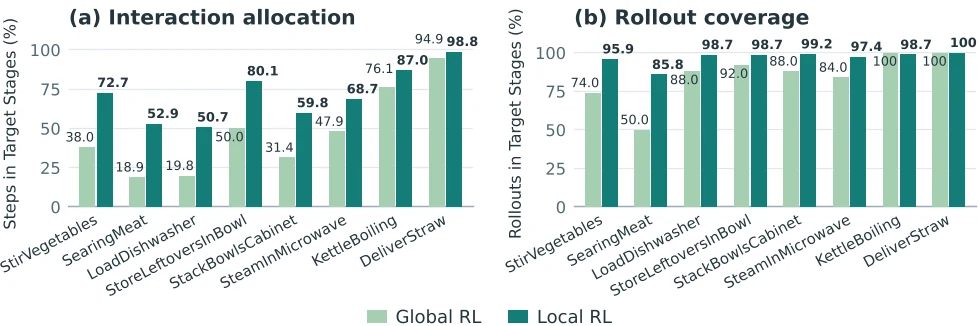 (a) Interaction allocation
Steps in Target Stages (%)
100
75
50
25
0
38.0
72.7
18.9
52.9
19.8
50.7
50.0
80.1
31.4
59.8
47.9
68.7
76.1
87.0
94.9
98.8
StirVegetables
SearingMeat
LoadDishwasher
StoreLeftoversInBowl
StackBowlsCabinet
SteamInMicrowave
KettleBoiling
DeliverStraw
(b) Rollout coverage
Rollouts in Target Stages (%)
100
75
50
25
0
74.0
95.9
50.0
85.8
88.0
98.7
92.0
98.7
88.0
99.2
84.0
97.4
100
98.7
100
100
StirVegetables
SearingMeat
LoadDishwasher
StoreLeftoversInBowl
StackBowlsCabinet
SteamInMicrowave
KettleBoiling
DeliverStraw
Global RL
Local RL